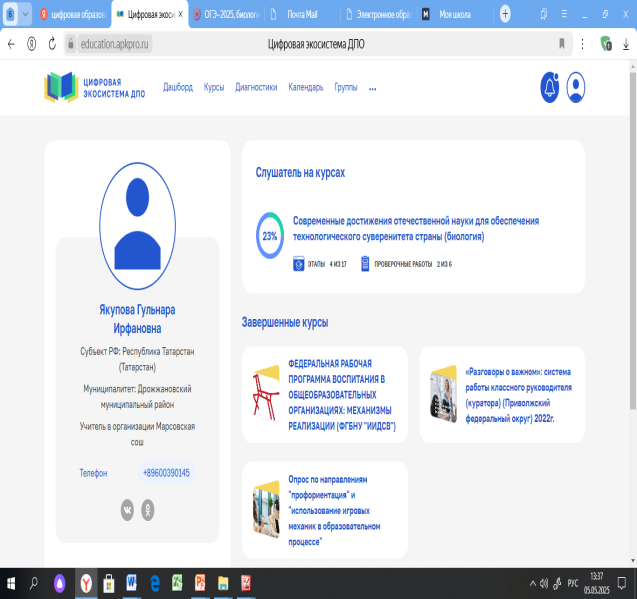 6
цифровая образов
Цифровая экоси
ОГЭ–2025, биологи
Почта Mail
Электронное образ
Моя школа
education.apkpro.ru
Цифровая экосистема ДПО
ЦИФРОВАЯ
ЭКОСИСТЕМА ДПО
Дашборд Курсы Диагностики Календарь Группы ...
Слушатель на курсах
23%
Современные достижения отечественной науки для обеспечения
технологического суверенитета страны (биология)
ЭТАПЫ 4 ИЗ 17 ПРОВЕРОЧНЫЕ РАБОТЫ 2 ИЗ 6
Якупова Гульнара
Ирфановна
Субъект РФ: Республика Татарстан
(Татарстан)
Муниципалитет: Дрожжановский
муниципальный район
Учитель в организации Марсовская
сош
Телефон +89600390145
Завершенные курсы
ФЕДЕРАЛЬНАЯ РАБОЧАЯ
ПРОГРАММА ВОСПИТАНИЯ В
ОБЩЕОБРАЗОВАТЕЛЬНЫХ
ОРГАНИЗАЦИЯХ: МЕХАНИЗМЫ
РЕАЛИЗАЦИИ (ФГБНУ "ИИДСВ")
«Разговоры о важном»: система
работы классного руководителя
(куратора) (Приволжский
федеральный округ) 2022г.
Опрос по направлениям
"профориентация" и
"использование игровых
механик в образовательном
процессе"
РУС
13:37
05.05.2025